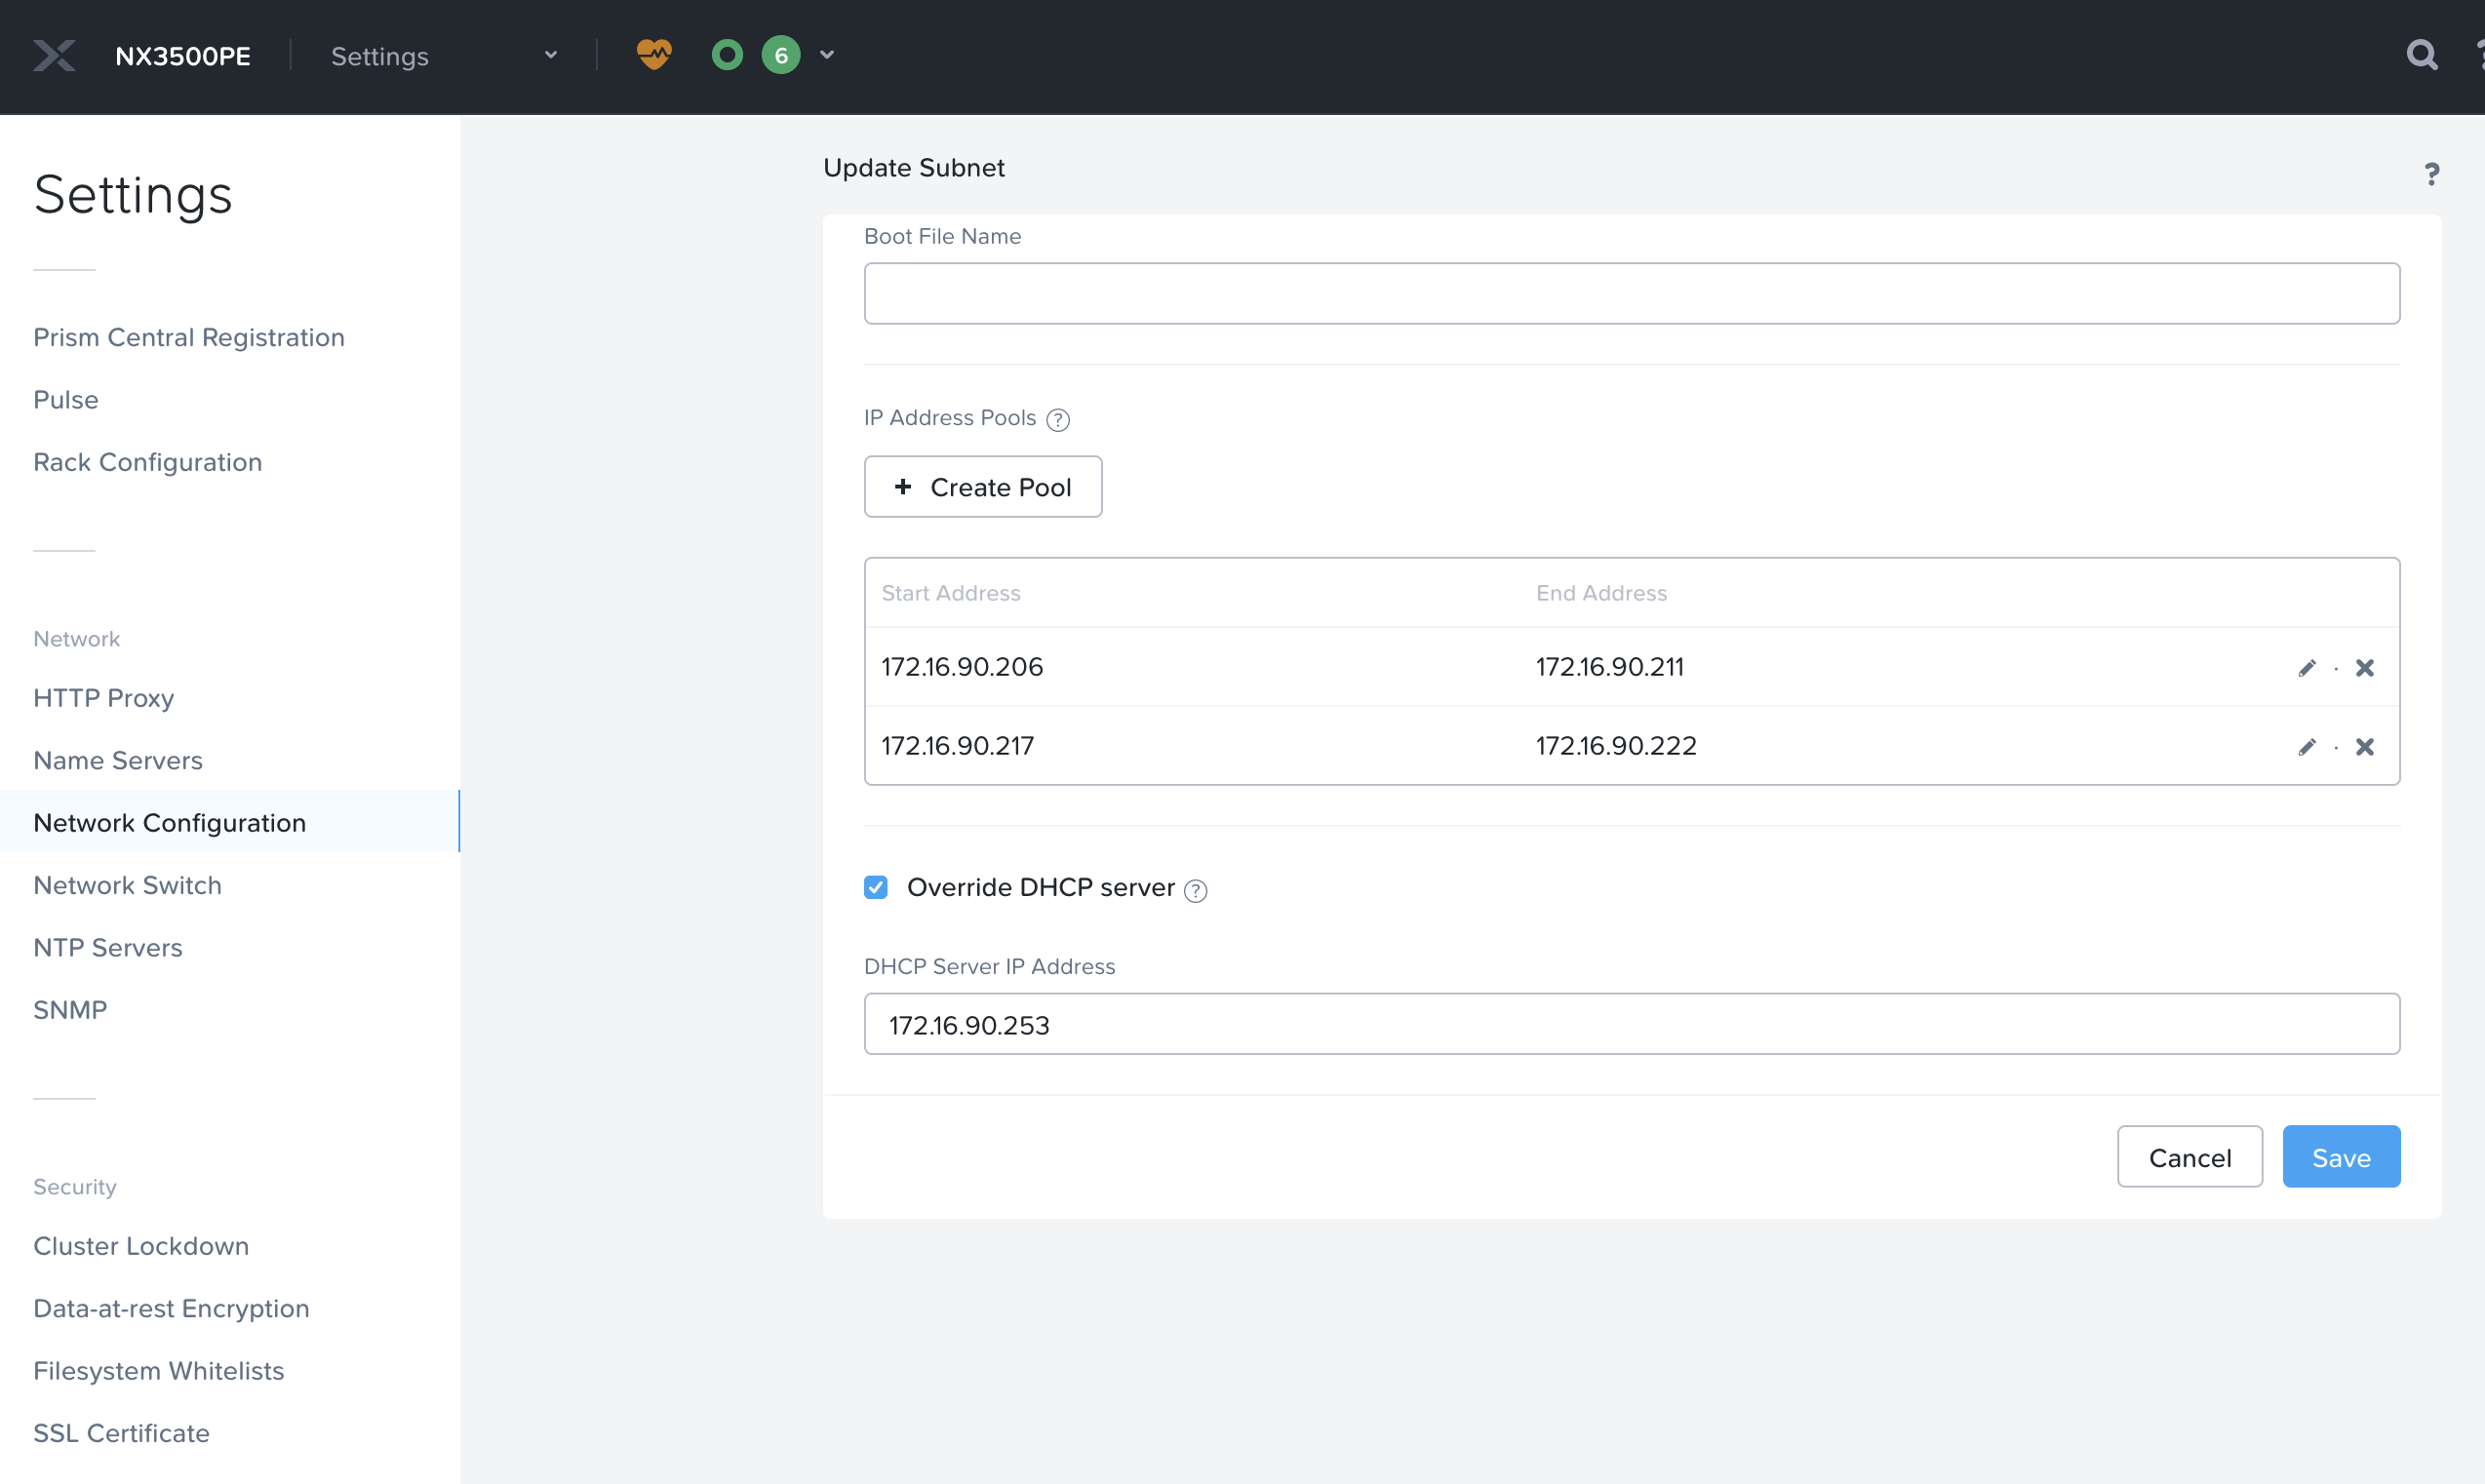 NX3500PE Settings 6
Settings
Prism Central Registration
Pulse
Rack Configuration
Network
HTTP Proxy
Name Servers
Network Configuration
Network Switch
NTP Servers
SNMP
Security
Cluster Lockdown
Data-at-rest Encryption
Filesystem Whitelists
SSL Certificate
Update Subnet ?
Boot File Name
IP Address Pools ?
+ Create Pool
Start Address End Address
172.16.90.206 172.16.90.211
172.16.90.217 172.16.90.222
Override DHCP server ?
DHCP Server IP Address
172.16.90.253
Cancel Save